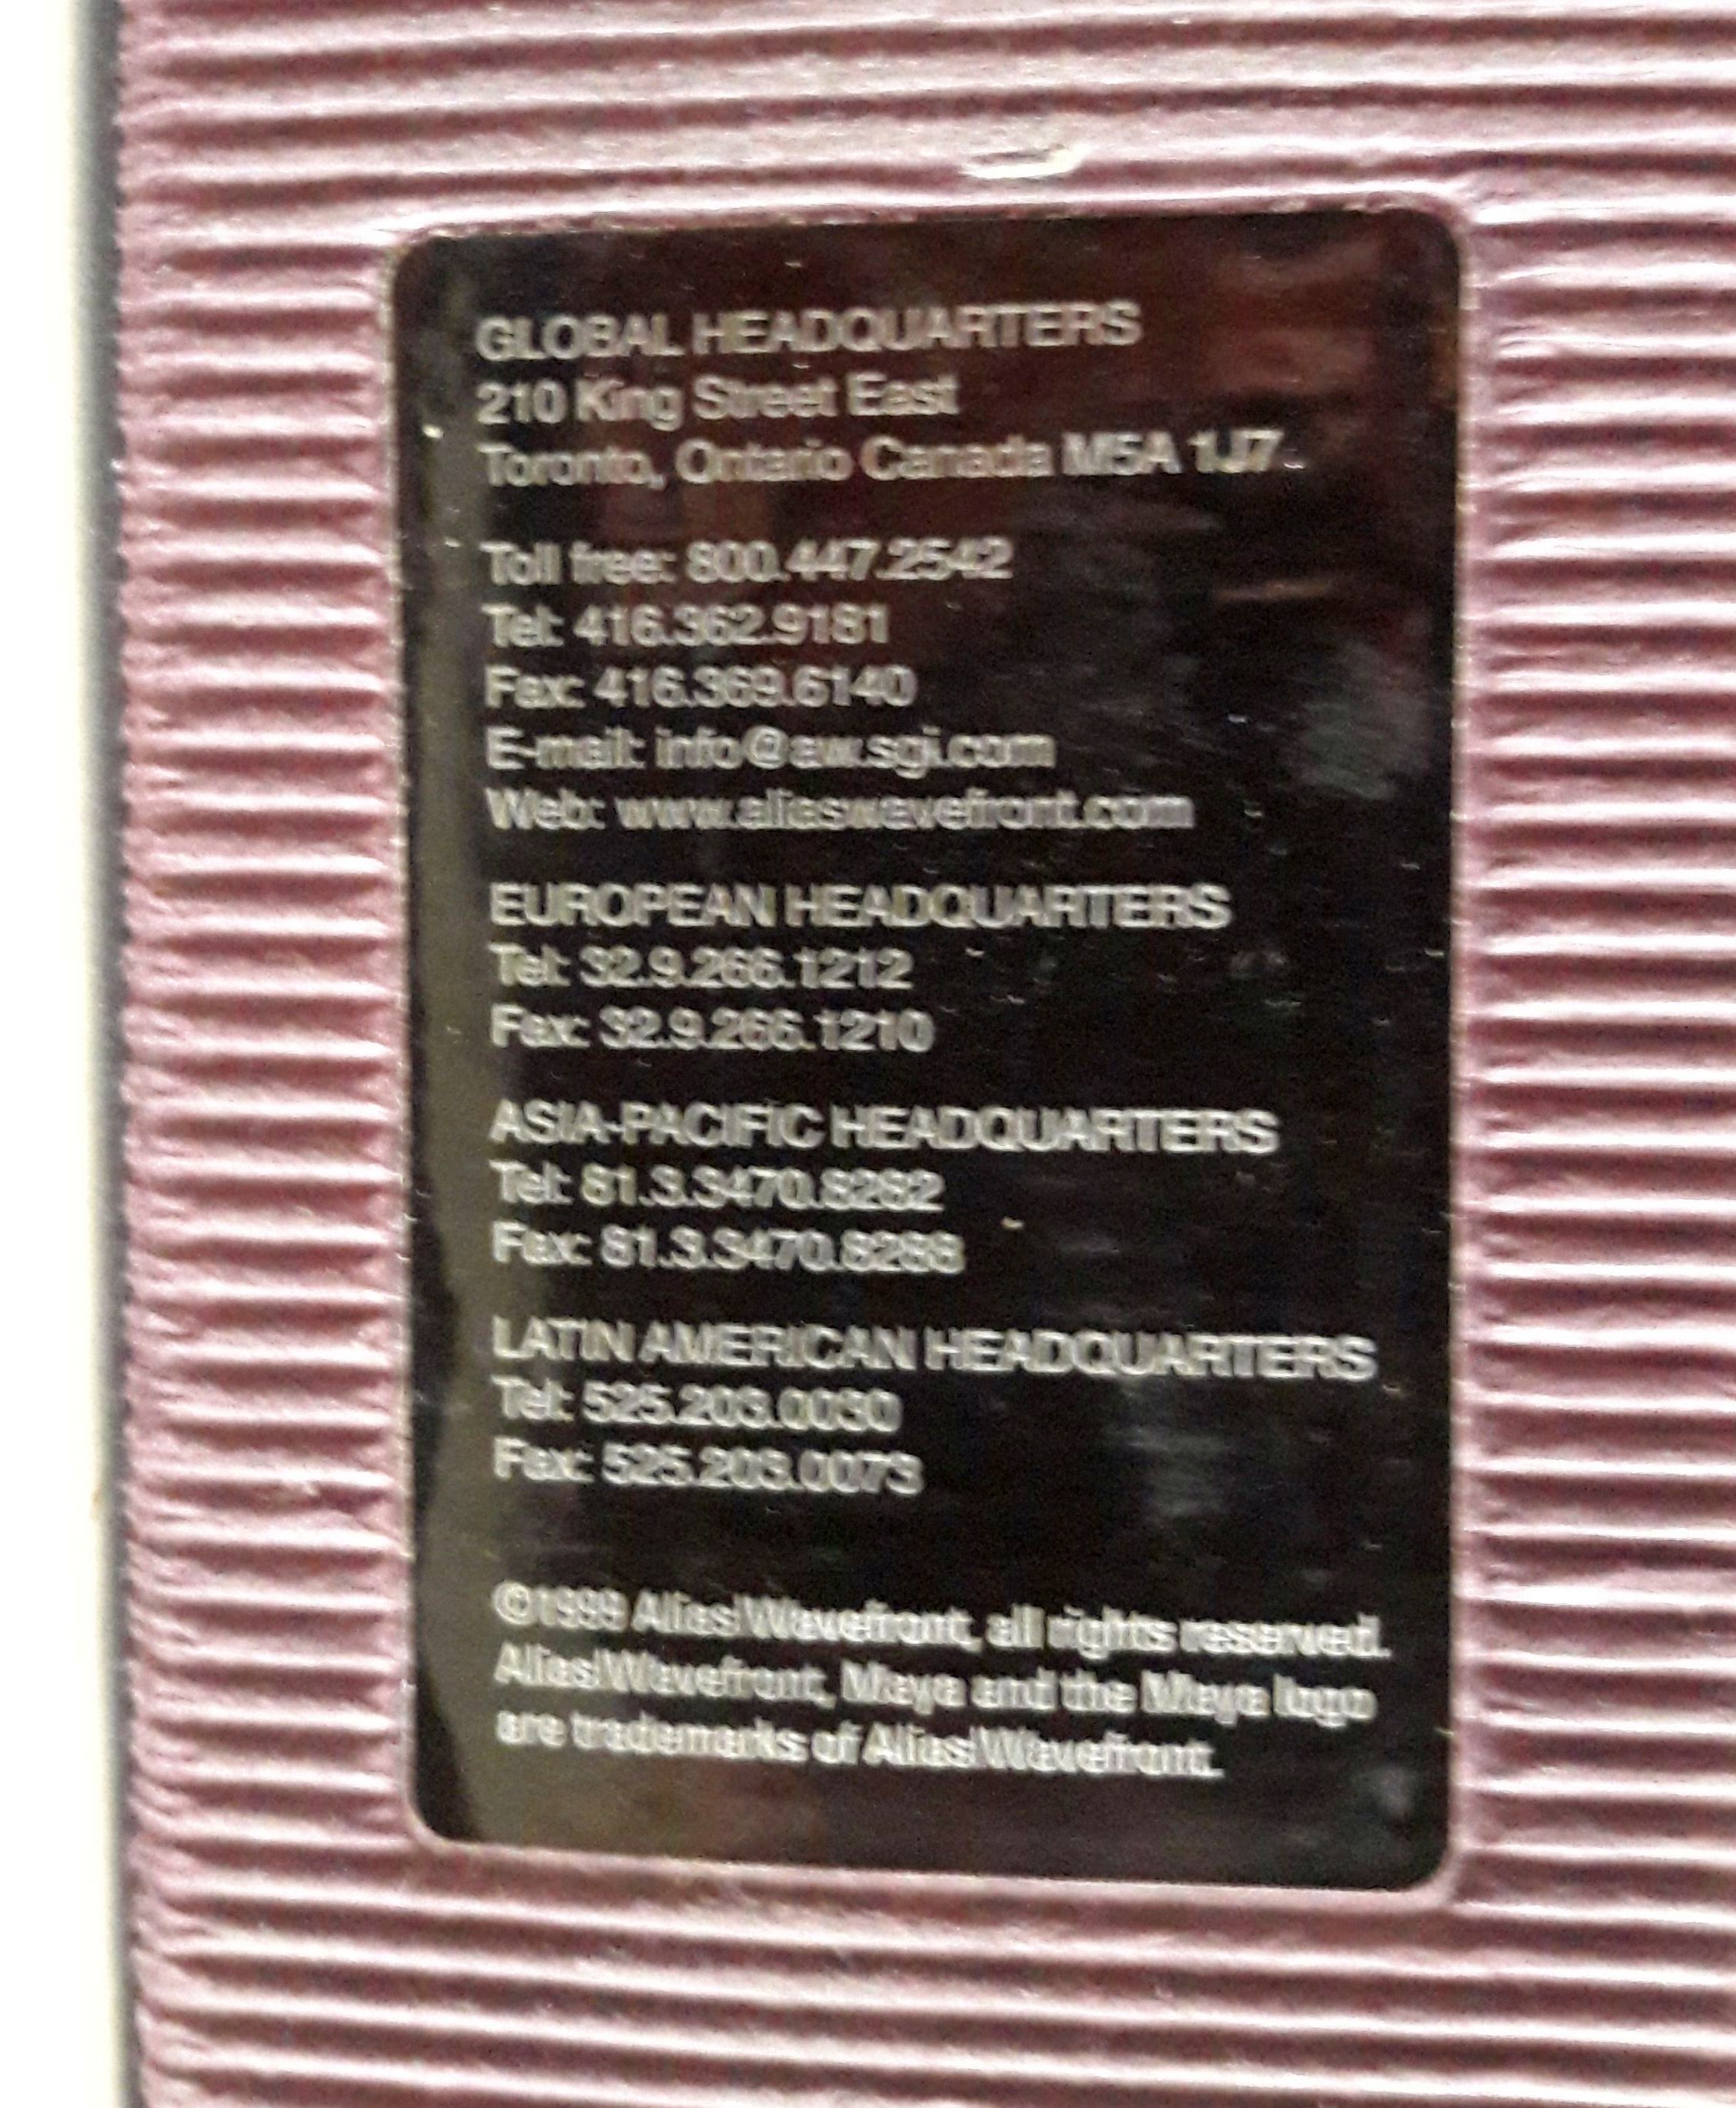 GLOBAL HEADQUARTERS
210 King Street East
Toronto, Ontario Canada M5A 1J7
Toll free: 800.447.2542
Tel: 416.362.9181
Fax: 416.369.6140
E-mail: info@aw.sgi.com
Web: www.aliaswavefront.com
EUROPEAN HEADQUARTERS
Tel: 32.9.266.1212
Fax: 32.9.266.1210
ASIA-PACIFIC HEADQUARTERS
Tel: 81.3.3470.8282
Fax: 81.3.3470.8288
LATIN AMERICAN HEADQUARTERS
Tel: 525.203.0030
Fax: 525.203.0073
©1999 Alias|Wavefront, all rights reserved.
Alias|Wavefront, Maya and the Maya logo
are trademarks of Alias|Wavefront.